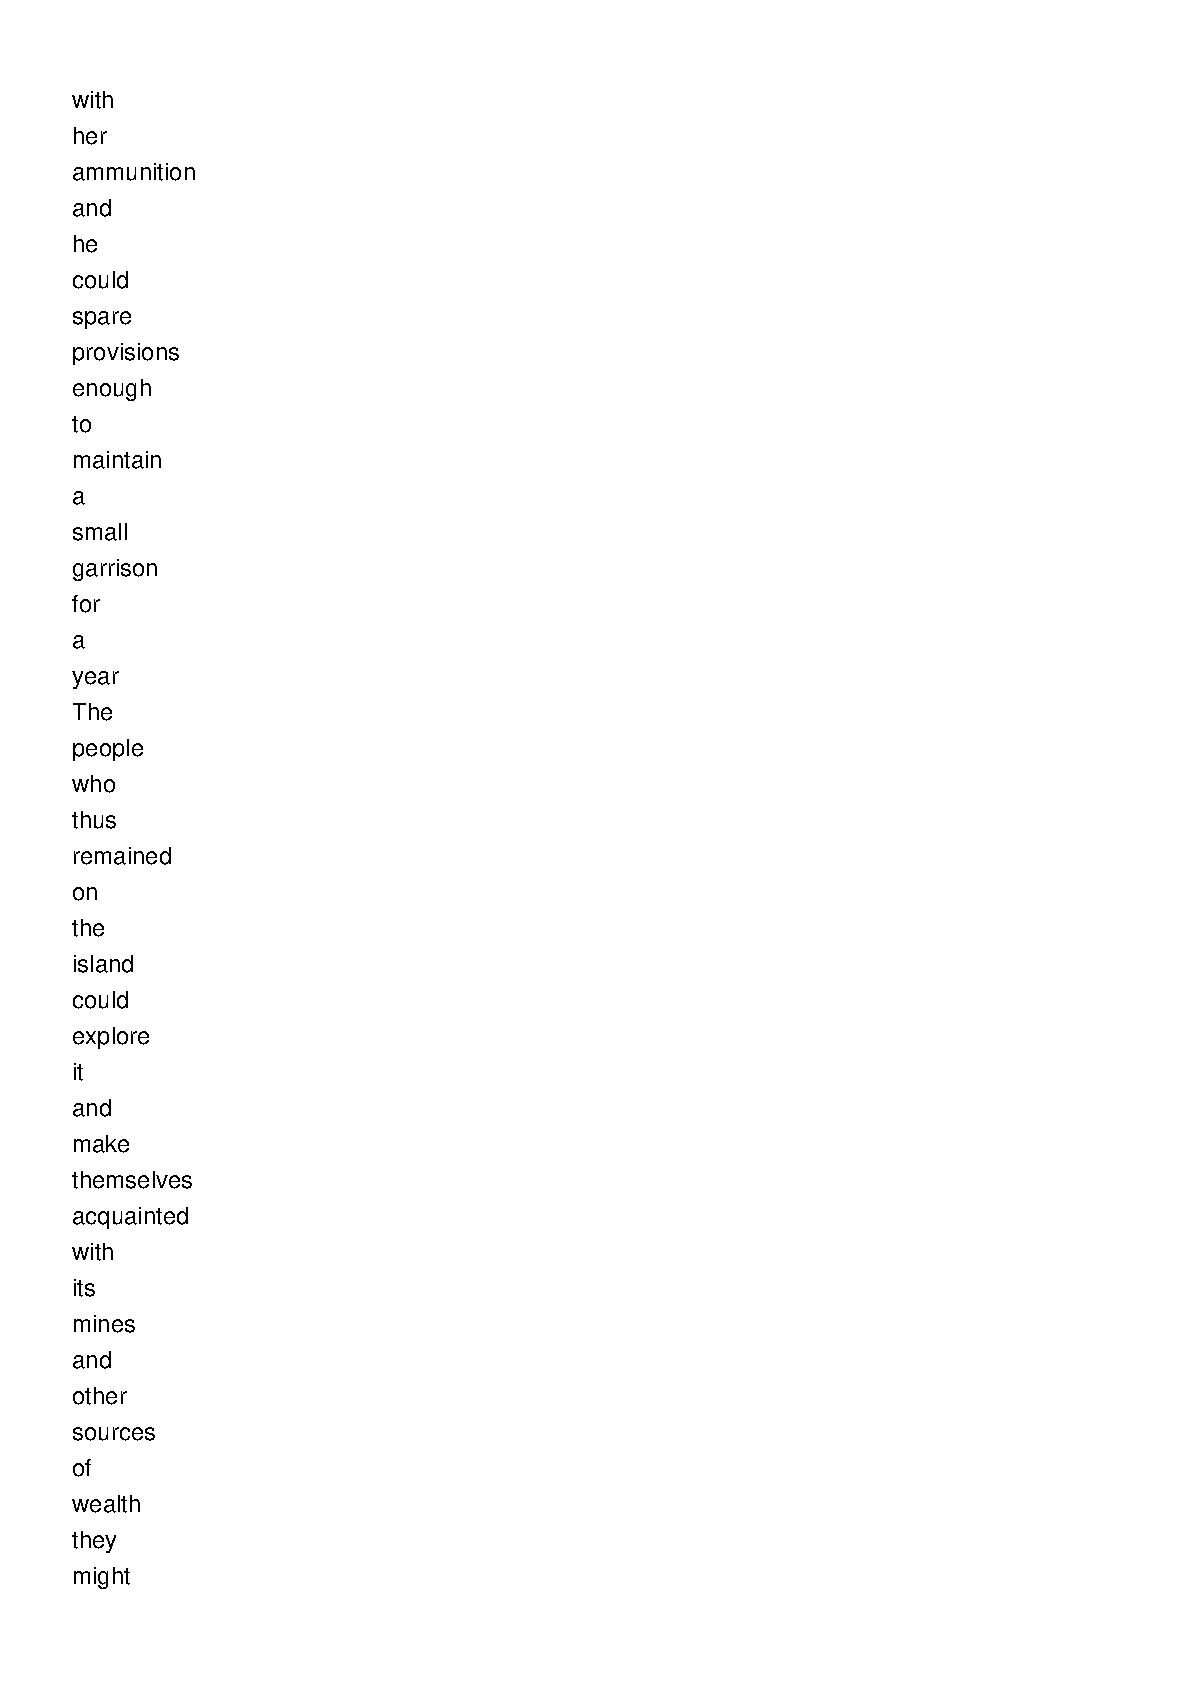 with
her
ammunition
and
he
could
spare
provisions
enough
to
maintain
a
small
garrison
for
a
year
The
people
who
thus
remained
on
the
island
could
explore
it
and
make
themselves
acquainted
with
its
mines
and
other
sources
of
wealth
they
might